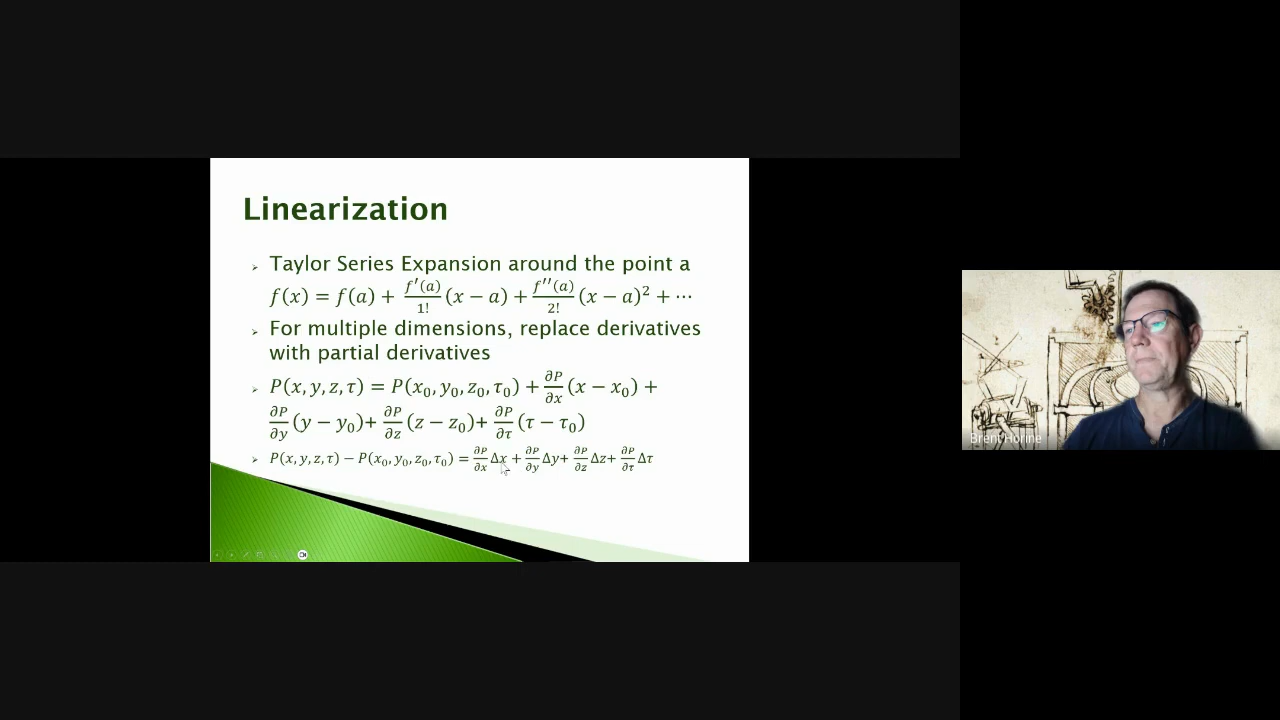 Linearization
Taylor Series Expansion around the point a
f(x) = f(a) + f′(a)/1! (x − a) + f′′(a)/2! (x − a)² + ⋯
For multiple dimensions, replace derivatives
with partial derivatives
P(x, y, z, τ) = P(x₀, y₀, z₀, τ₀) + ∂P/∂x (x − x₀) +
∂P/∂y (y − y₀)+ ∂P/∂z (z − z₀)+ ∂P/∂τ (τ − τ₀)
P(x, y, z, τ) − P(x₀, y₀, z₀, τ₀) = ∂P/∂x Δx + ∂P/∂y Δy+ ∂P/∂z Δz+ ∂P/∂τ Δτ
Brent Horine